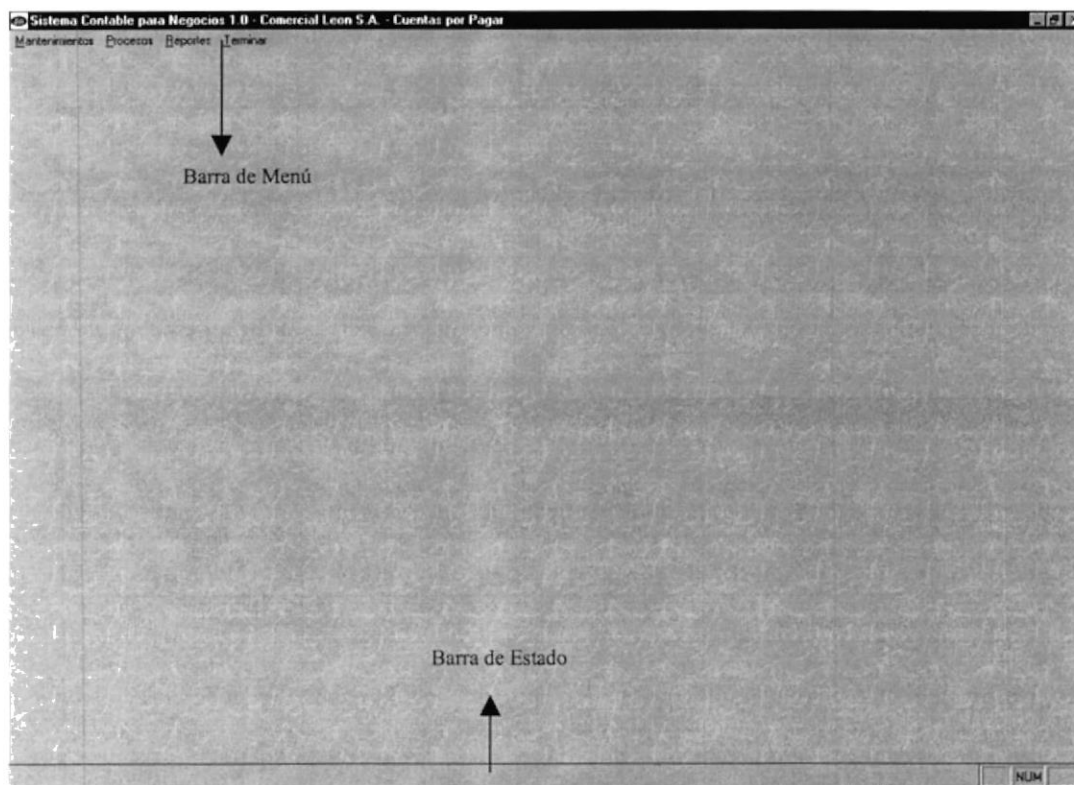 Sistema Contable para Negocios 1.0 - Comercial Leon S.A. - Cuentas por Pagar
Mantenimientos Procesos Reportes Terminar
Barra de Menú
Barra de Estado
NUM